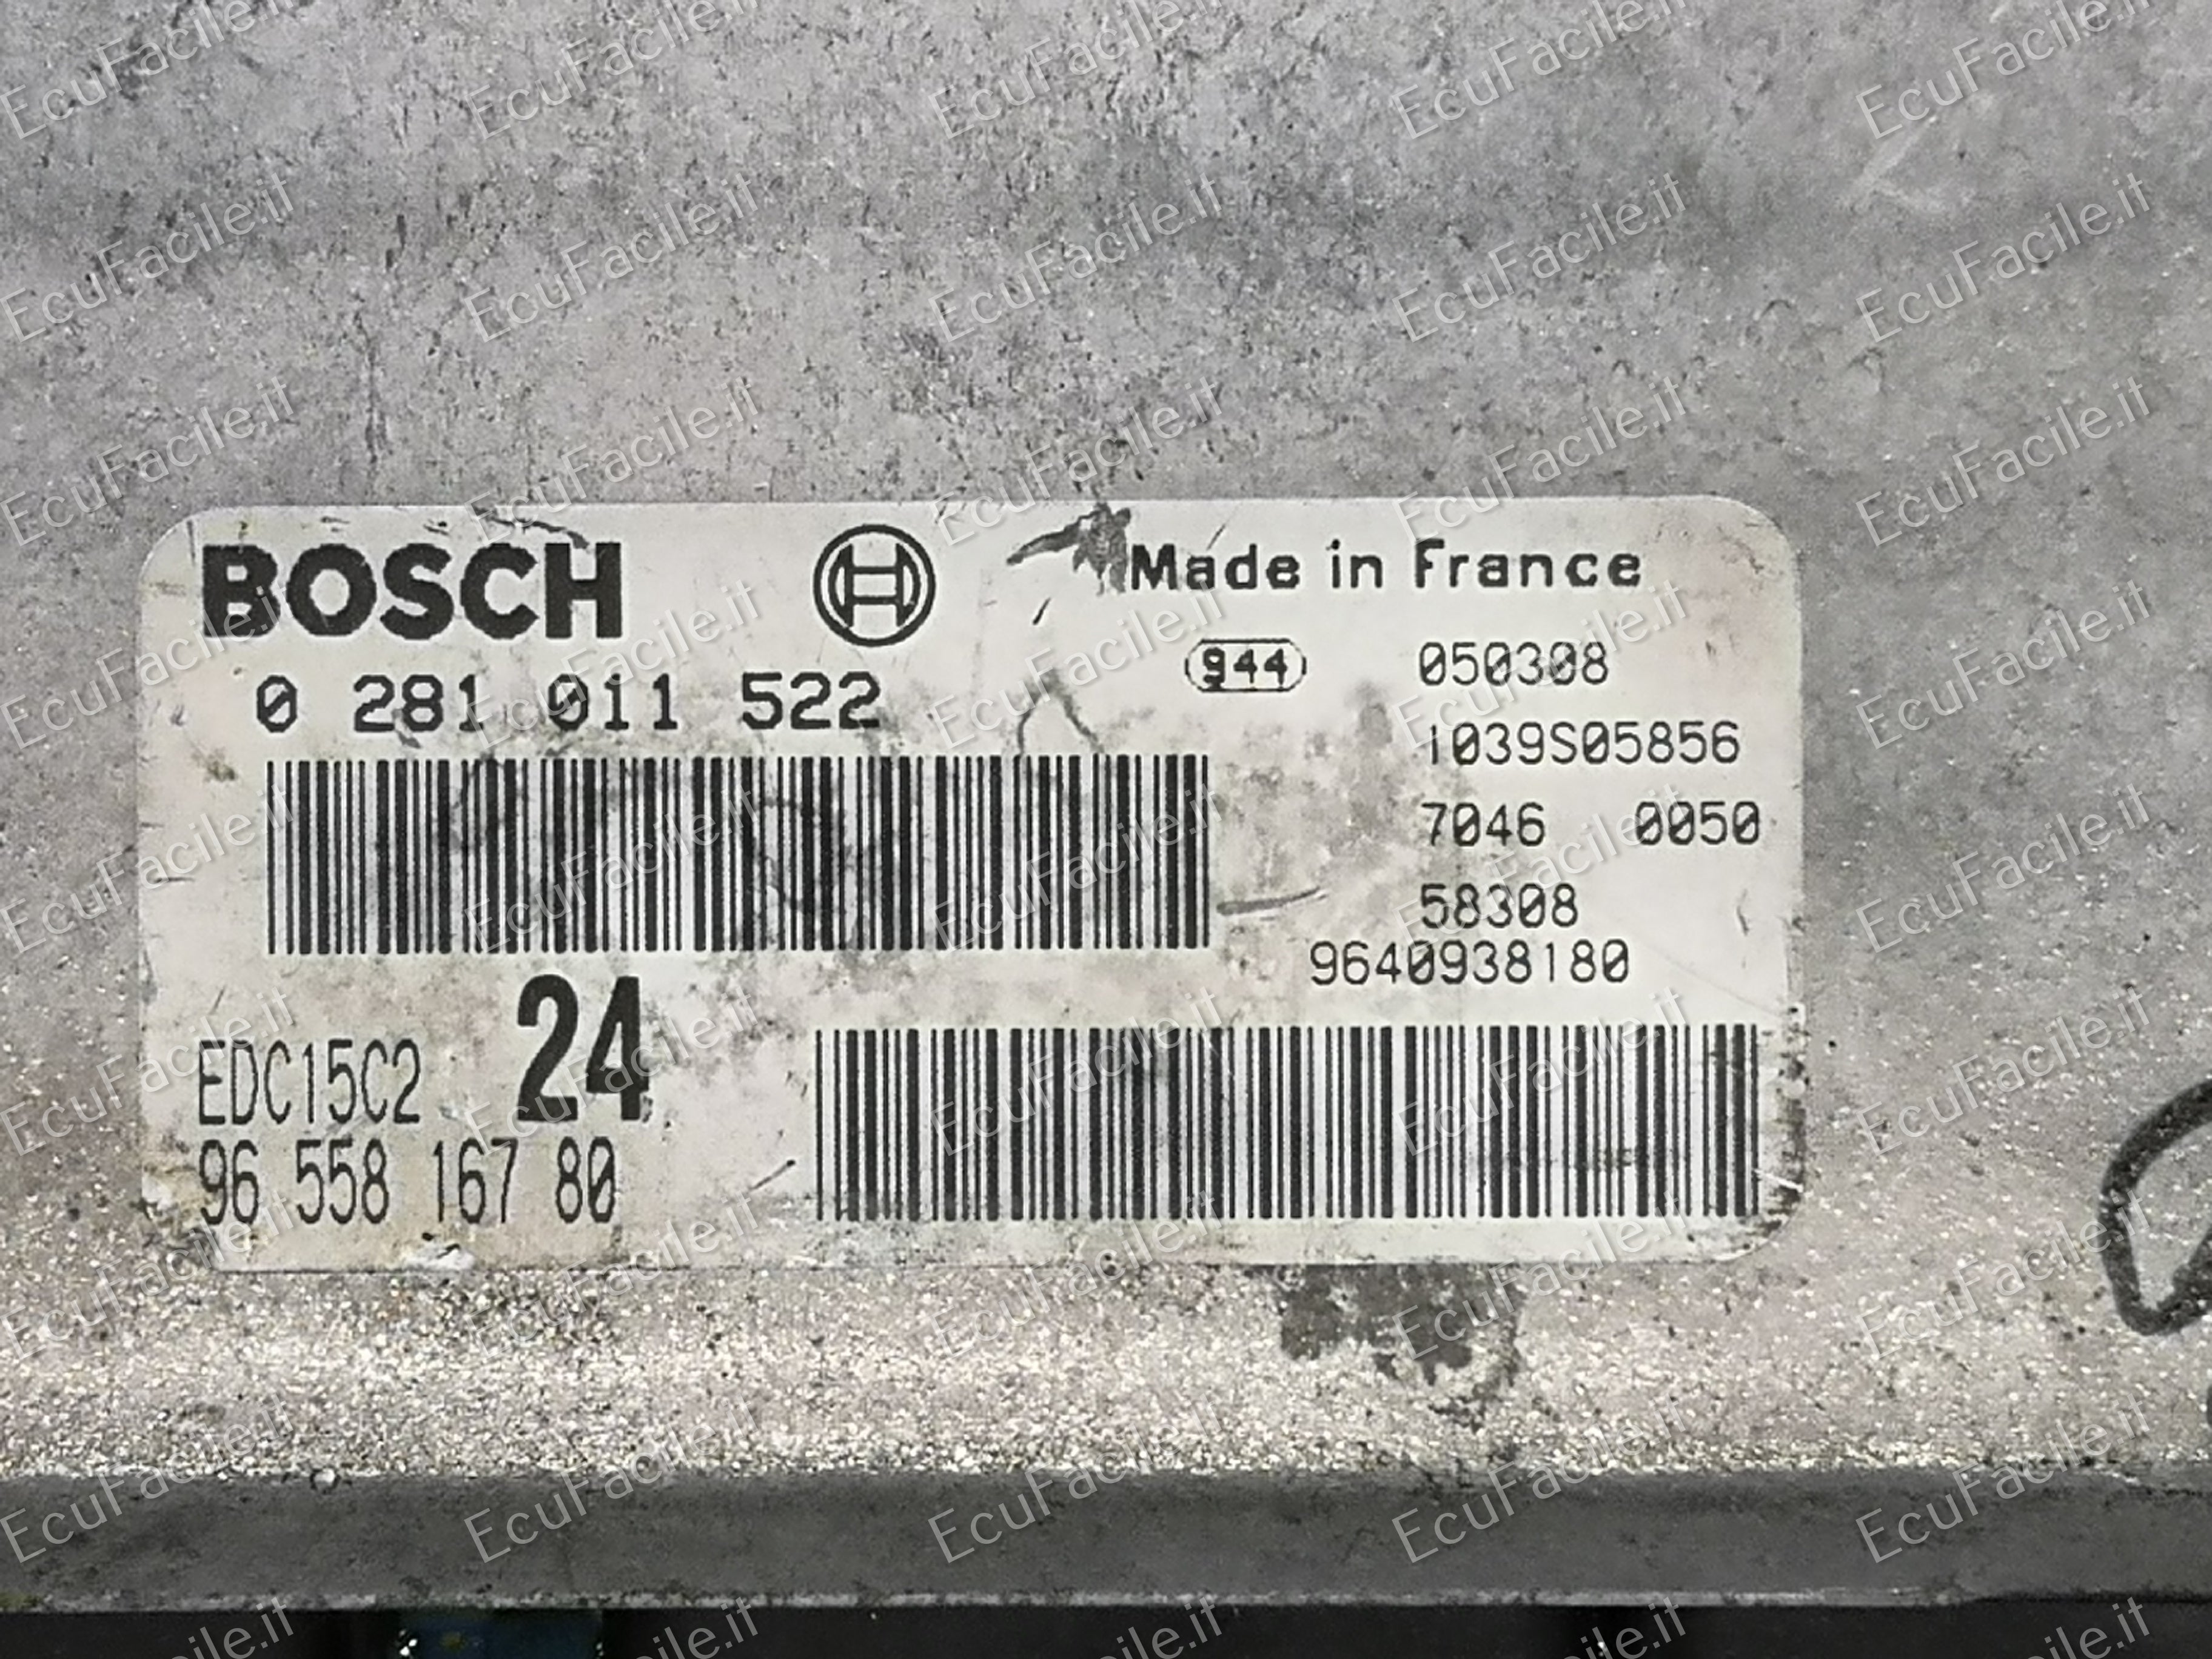 BOSCH
Made in France
944 050308
0 281 011 522
1039S05856
7046 0050
58308
9640938180
EDC15C2 24
96 558 167 80
EcuFacile.it